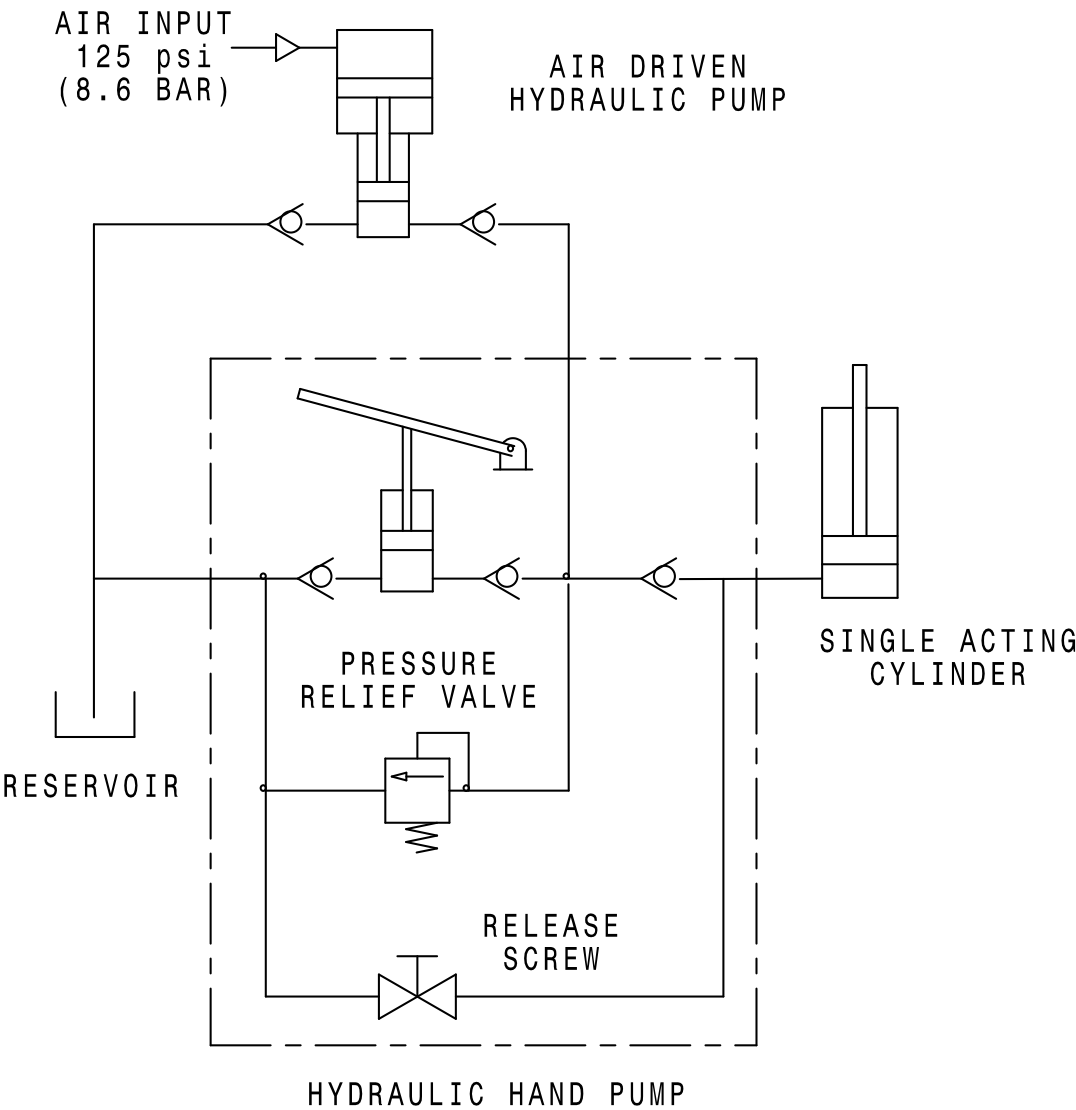 AIR INPUT
125 psi
(8.6 BAR)
AIR DRIVEN
HYDRAULIC PUMP
SINGLE ACTING
CYLINDER
PRESSURE
RELIEF VALVE
RESERVOIR
RELEASE
SCREW
HYDRAULIC HAND PUMP